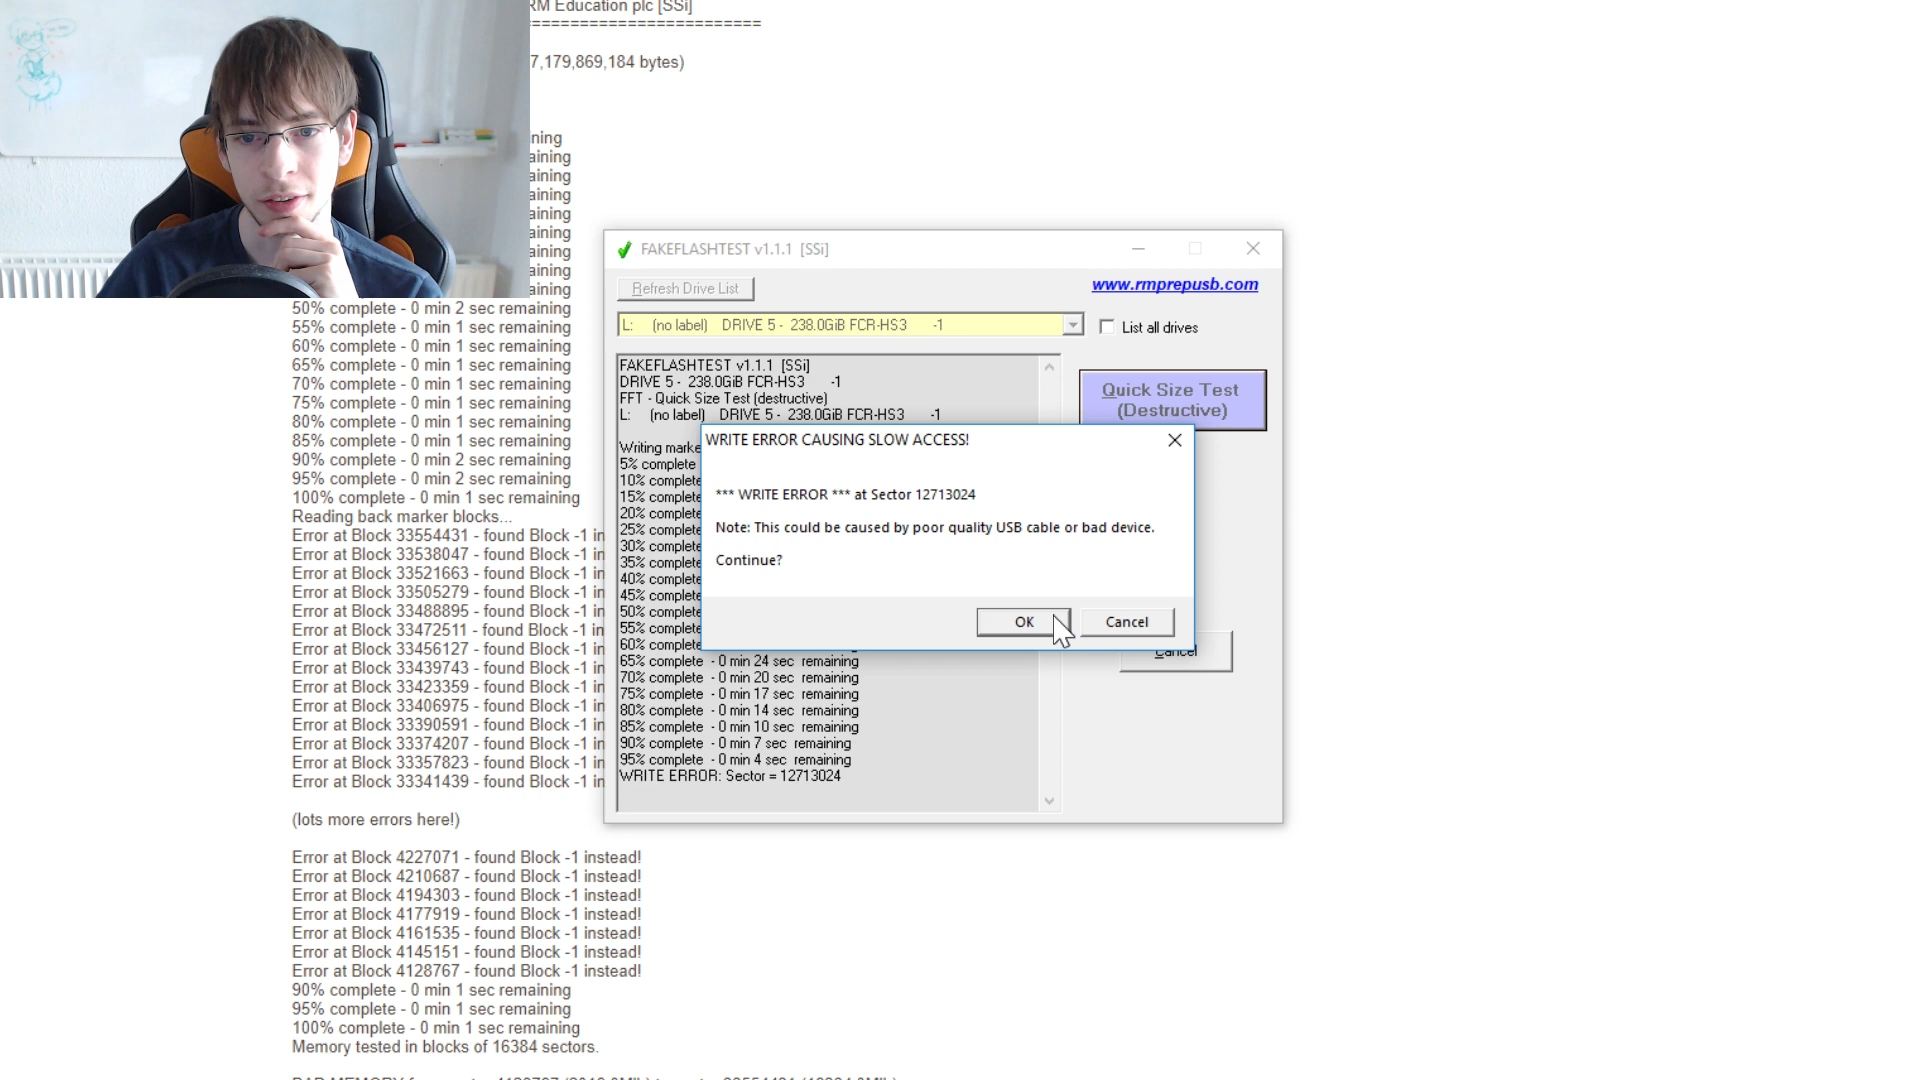 RM Education plc [SSi]
========================
7,179,869,184 bytes)
ning
aining
aining
aining
aining
aining
aining
aining
aining
50% complete - 0 min 2 sec remaining
55% complete - 0 min 1 sec remaining
60% complete - 0 min 1 sec remaining
65% complete - 0 min 1 sec remaining
70% complete - 0 min 1 sec remaining
75% complete - 0 min 1 sec remaining
80% complete - 0 min 1 sec remaining
85% complete - 0 min 1 sec remaining
90% complete - 0 min 2 sec remaining
95% complete - 0 min 2 sec remaining
100% complete - 0 min 1 sec remaining
Reading back marker blocks...
Error at Block 33554431 - found Block -1 in
Error at Block 33538047 - found Block -1 in
Error at Block 33521663 - found Block -1 in
Error at Block 33505279 - found Block -1 in
Error at Block 33488895 - found Block -1 in
Error at Block 33472511 - found Block -1 in
Error at Block 33456127 - found Block -1 in
Error at Block 33439743 - found Block -1 in
Error at Block 33423359 - found Block -1 in
Error at Block 33406975 - found Block -1 in
Error at Block 33390591 - found Block -1 in
Error at Block 33374207 - found Block -1 in
Error at Block 33357823 - found Block -1 in
Error at Block 33341439 - found Block -1 in
(lots more errors here!)
Error at Block 4227071 - found Block -1 instead!
Error at Block 4210687 - found Block -1 instead!
Error at Block 4194303 - found Block -1 instead!
Error at Block 4177919 - found Block -1 instead!
Error at Block 4161535 - found Block -1 instead!
Error at Block 4145151 - found Block -1 instead!
Error at Block 4128767 - found Block -1 instead!
90% complete - 0 min 1 sec remaining
95% complete - 0 min 1 sec remaining
100% complete - 0 min 1 sec remaining
Memory tested in blocks of 16384 sectors.
FAKEFLASHTEST v1.1.1 [SSi]
Refresh Drive List
www.rmprepusb.com
L: (no label) DRIVE 5 - 238.0GiB FCR-HS3 -1
List all drives
FAKEFLASHTEST v1.1.1 [SSi]
DRIVE 5 - 238.0GiB FCR-HS3 -1
FFT - Quick Size Test (destructive)
L: (no label) DRIVE 5 - 238.0GiB FCR-HS3 -1
Quick Size Test
(Destructive)
Writing marke
5% complete
10% complete
15% complete
20% complete
25% complete
30% complete
35% complete
40% complete
45% complete
50% complete
55% complete
60% complete
65% complete - 0 min 24 sec remaining
70% complete - 0 min 20 sec remaining
75% complete - 0 min 17 sec remaining
80% complete - 0 min 14 sec remaining
85% complete - 0 min 10 sec remaining
90% complete - 0 min 7 sec remaining
95% complete - 0 min 4 sec remaining
WRITE ERROR: Sector = 12713024
Cancel
WRITE ERROR CAUSING SLOW ACCESS!
*** WRITE ERROR *** at Sector 12713024
Note: This could be caused by poor quality USB cable or bad device.
Continue?
OK
Cancel